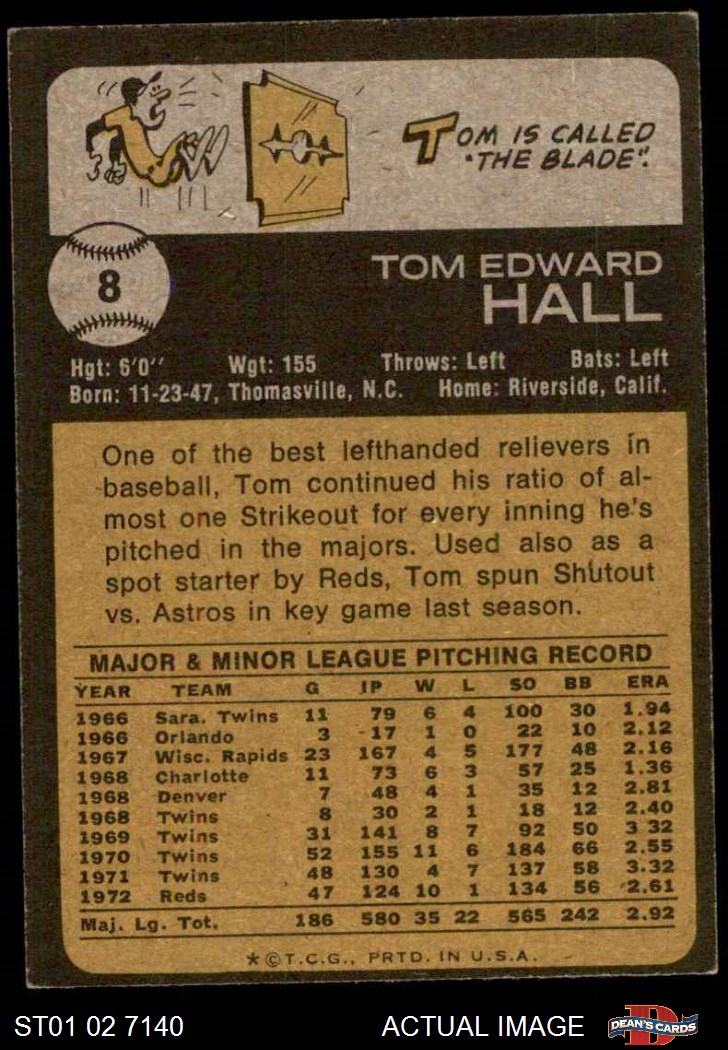 TOM IS CALLED
"THE BLADE".
8
TOM EDWARD
HALL
Hgt: 6'0" Wgt: 155 Throws: Left Bats: Left
Born: 11-23-47, Thomasville, N.C. Home: Riverside, Calif.
One of the best lefthanded relievers in
baseball, Tom continued his ratio of al-
most one Strikeout for every inning he's
pitched in the majors. Used also as a
spot starter by Reds, Tom spun Shutout
vs. Astros in key game last season.
MAJOR & MINOR LEAGUE PITCHING RECORD
YEAR TEAM G IP W L SO BB ERA
1966 Sara. Twins 11 79 6 4 100 30 1.94
1966 Orlando 3 17 1 0 22 10 2.12
1967 Wisc. Rapids 23 167 4 5 177 48 2.16
1968 Charlotte 11 73 6 3 57 25 1.36
1968 Denver 7 48 4 1 35 12 2.81
1968 Twins 8 30 2 1 18 12 2.40
1969 Twins 31 141 8 7 92 50 3.32
1970 Twins 52 155 11 6 184 66 2.55
1971 Twins 48 130 4 7 137 58 3.32
1972 Reds 47 124 10 1 134 56 2.61
Maj. Lg. Tot. 186 580 35 22 565 242 2.92
*©T.C.G., PRTD. IN U.S.A.
ST01 02 7140 ACTUAL IMAGE DEAN'S CARDS